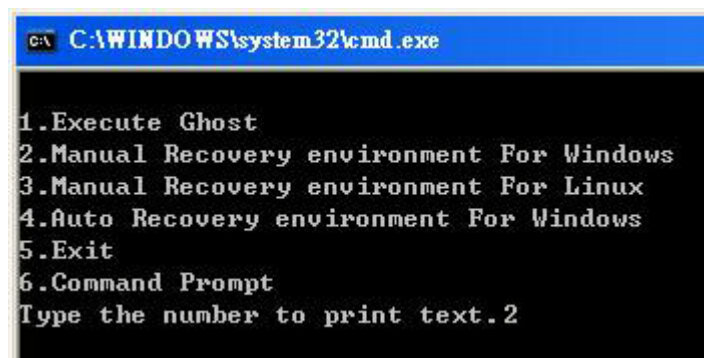 C:\WINDOWS\system32\cmd.exe
1.Execute Ghost
2.Manual Recovery environment For Windows
3.Manual Recovery environment For Linux
4.Auto Recovery environment For Windows
5.Exit
6.Command Prompt
Type the number to print text.2